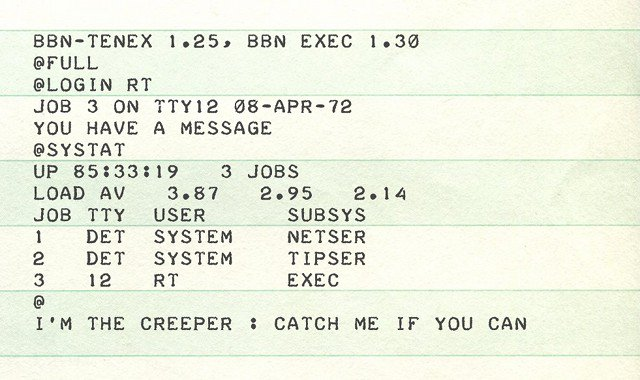 BBN-TENEX 1.25, BBN EXEC 1.30
@FULL
@LOGIN RT
JOB 3 ON TTY12 08-APR-72
YOU HAVE A MESSAGE
@SYSTAT
UP 85:33:19   3 JOBS
LOAD AV   3.87   2.95   2.14
JOB TTY  USER      SUBSYS
1   DET  SYSTEM    NETSER
2   DET  SYSTEM    TIPSER
3   12   RT        EXEC
@
I'M THE CREEPER : CATCH ME IF YOU CAN